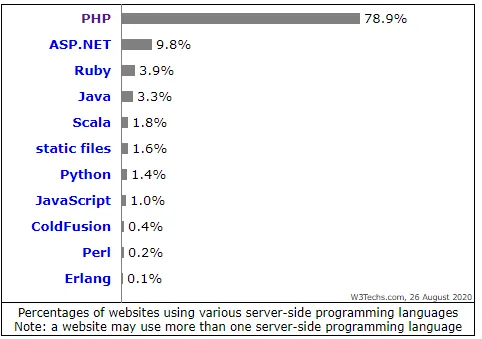 PHP 78.9%
ASP.NET 9.8%
Ruby 3.9%
Java 3.3%
Scala 1.8%
static files 1.6%
Python 1.4%
JavaScript 1.0%
ColdFusion 0.4%
Perl 0.2%
Erlang 0.1%
W3Techs.com, 26 August 2020
Percentages of websites using various server-side programming languages
Note: a website may use more than one server-side programming language